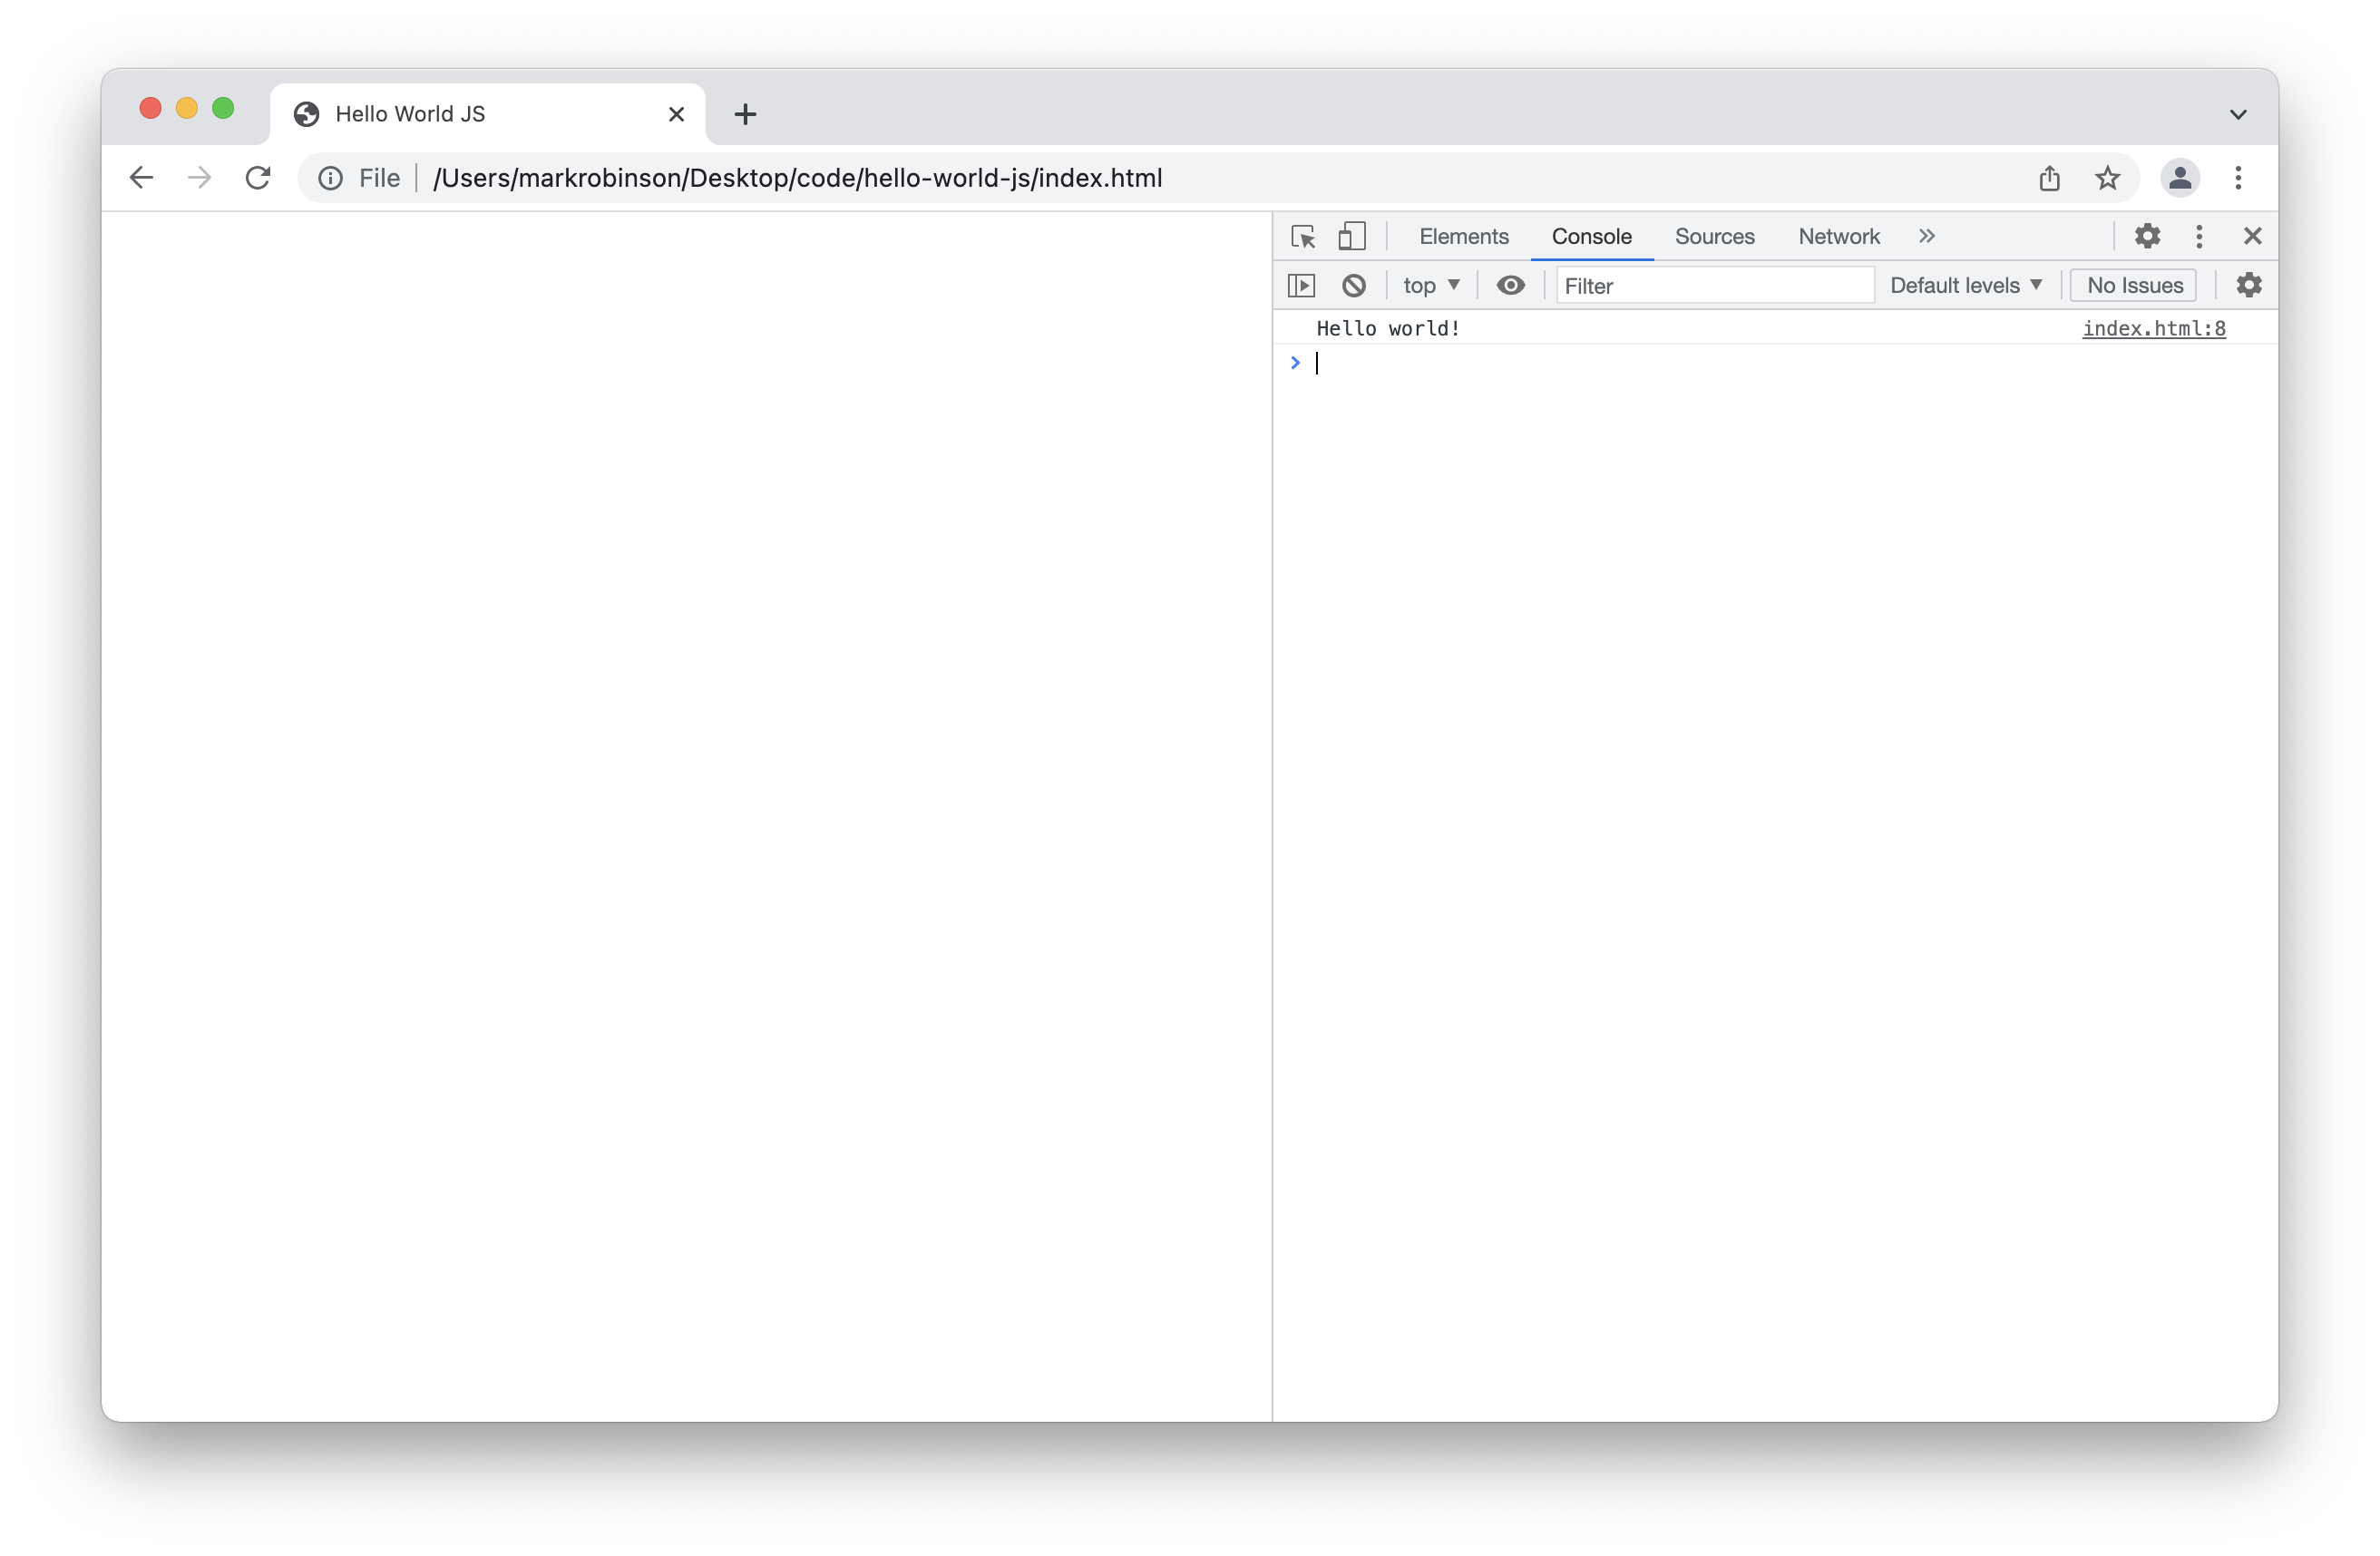 Hello World JS
File /Users/markrobinson/Desktop/code/hello-world-js/index.html
Elements Console Sources Network
top Filter Default levels No Issues
Hello world! index.html:8